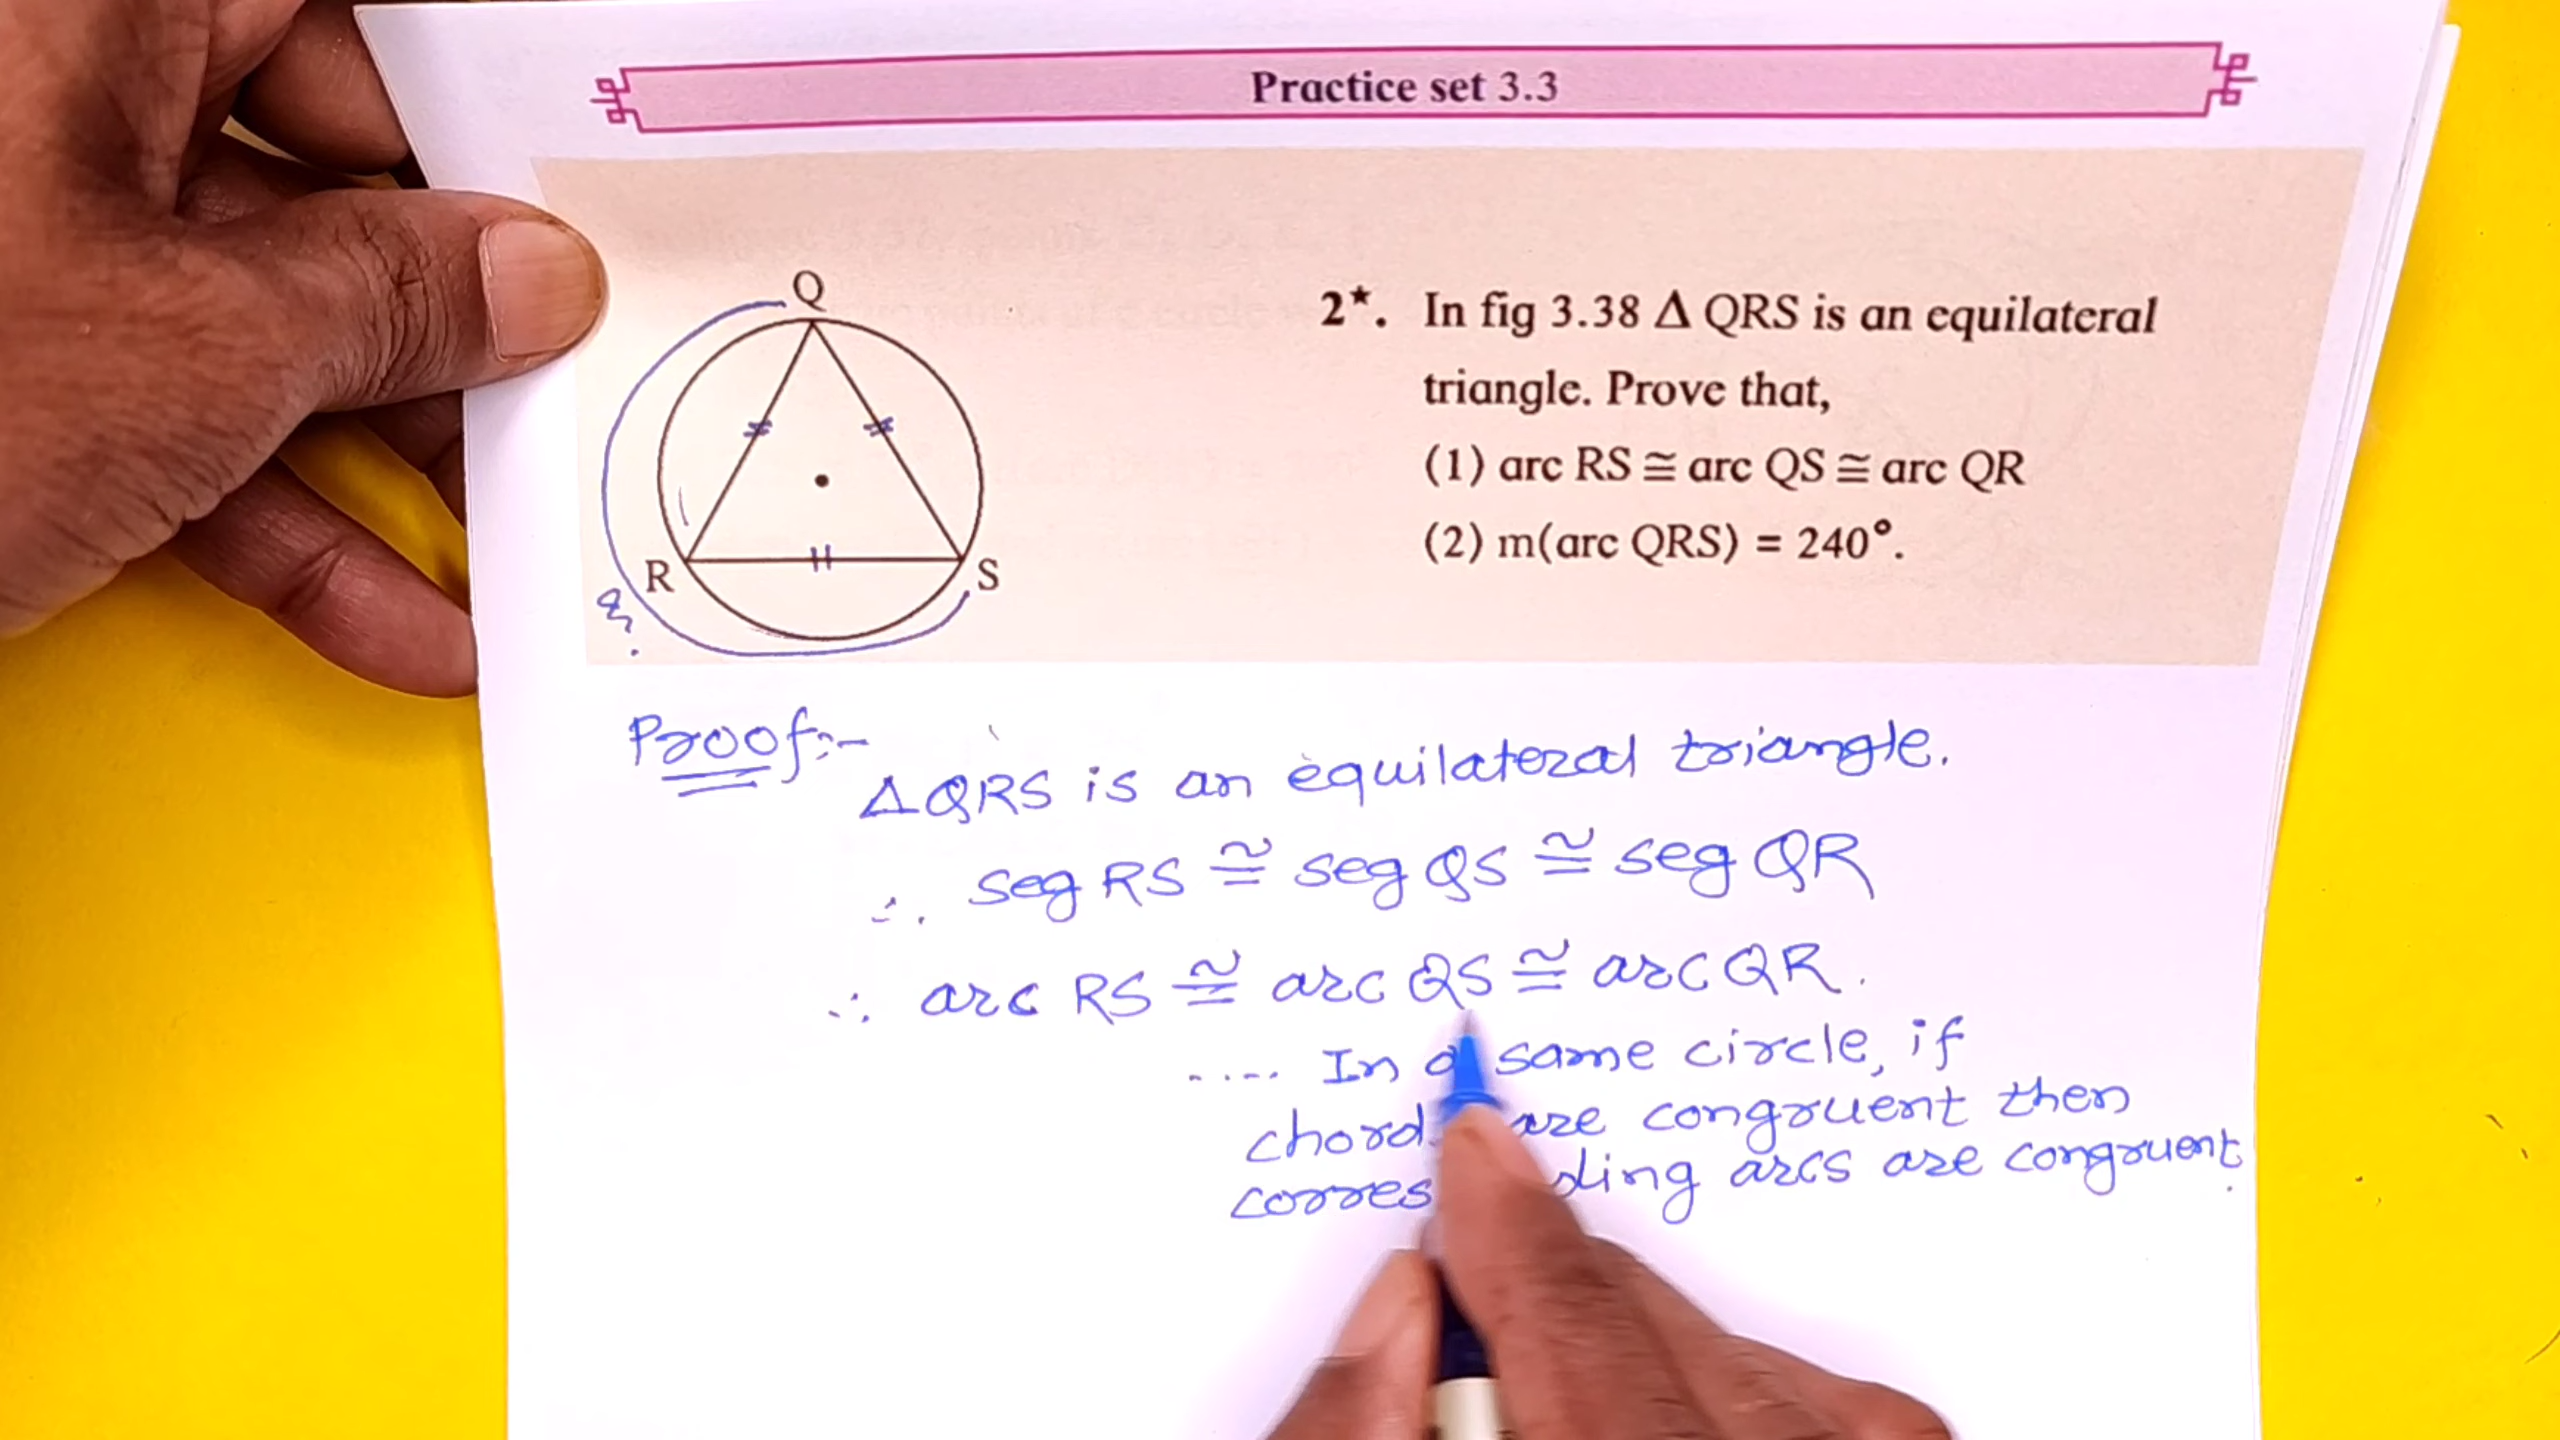 Practice set 3.3
Q
R
S
2*. In fig 3.38 Δ QRS is an equilateral
triangle. Prove that,
(1) arc RS ≅ arc QS ≅ arc QR
(2) m(arc QRS) = 240°.
Proof:-
ΔQRS is an equilateral triangle.
∴ seg RS ≅ seg QS ≅ seg QR
∴ arc RS ≅ arc QS ≅ arc QR.
.... In a same circle, if
chord are congruent then
arcs are congruent.